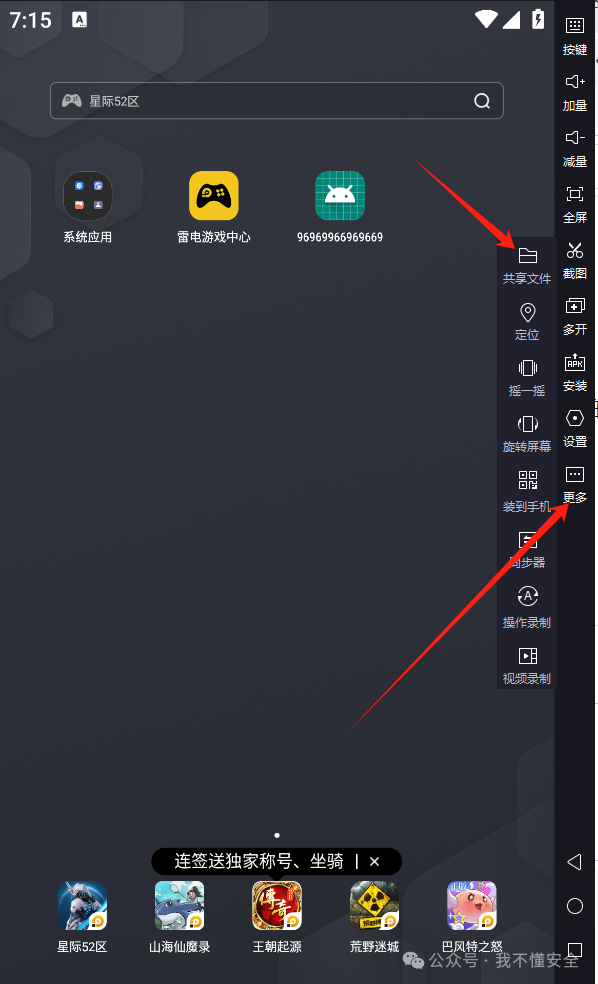 7:15
A
星际52区
系统应用
雷电游戏中心
96969966969669
按键
加量
减量
全屏
截图
多开
APK
安装
设置
更多
共享文件
定位
摇一摇
旋转屏幕
装到手机
同步器
A
操作录制
视频录制
连签送独家称号、坐骑
星际52区
山海仙魔录
传奇
王朝起源
荒野迷城
正版
巴风特之怒
公众号 · 我不懂安全